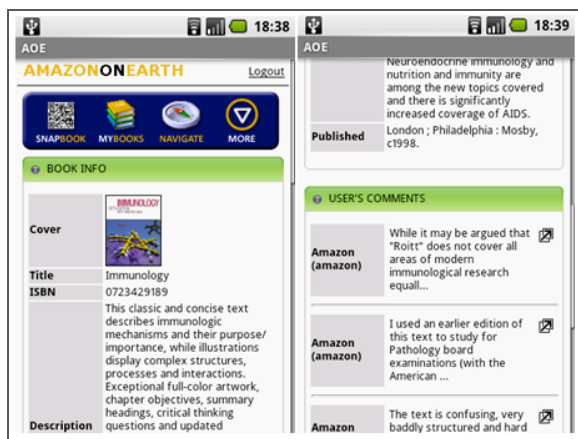 18:38
AOE
AMAZONONEARTH
Logout
SNAPBOOK MYBOOKS NAVIGATE MORE
BOOK INFO
Cover
IMMUNOLOGY
Title Immunology
ISBN 0723429189
This classic and concise text
describes immunologic
mechanisms and their purpose/
importance, while illustrations
display complex structures,
processes and interactions.
Exceptional full-color artwork,
chapter objectives, summary
headings, critical thinking
Description questions and updated
18:39
AOE
Neuroendocrine immunology and
nutrition and immunity are
among the new topics covered
and there is significantly
increased coverage of AIDS.
Published London ; Philadelphia : Mosby,
c1998.
USER'S COMMENTS
While it may be argued that
"Roitt" does not cover all
Amazon areas of modern
(amazon) immunological research
equall...
I used an earlier edition of
Amazon this text to study for
(amazon) Pathology board
examinations (with the
American ...
The text is confusing, very
Amazon baddly structured and hard